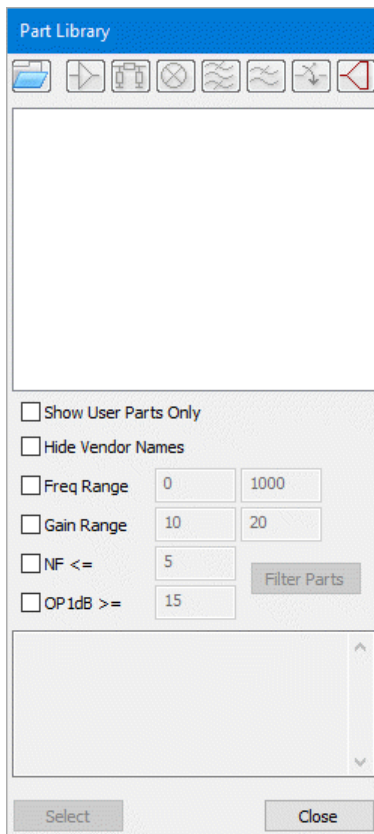 Part Library
Show User Parts Only
Hide Vendor Names
Freq Range 0 1000
Gain Range 10 20
NF <= 5
Filter Parts
OP1dB >= 15
Select Close